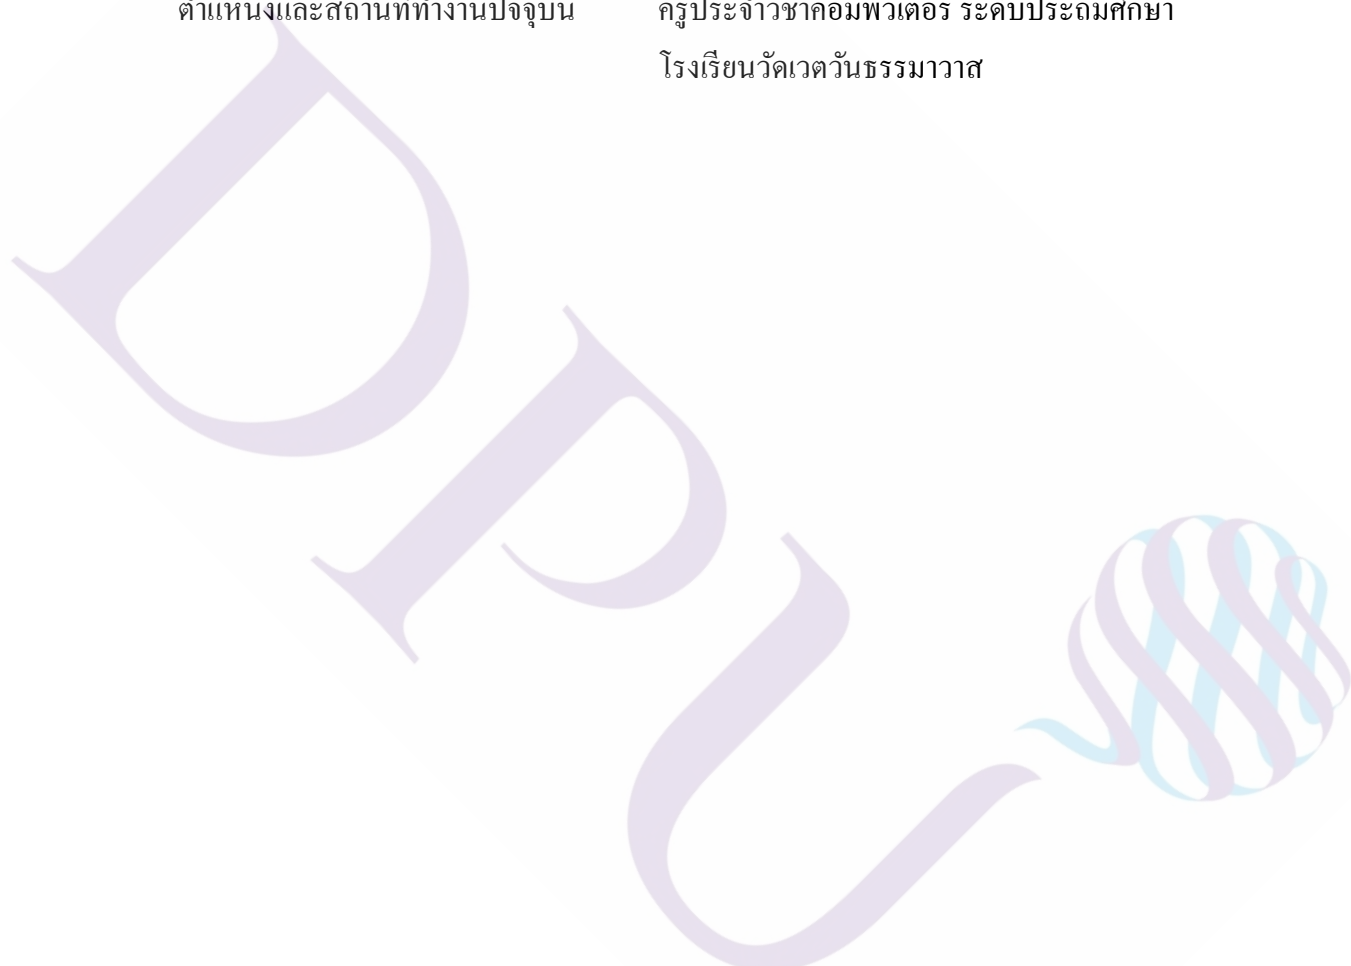 ตำแหน่งและสถานที่ทำงานปัจจุบัน ครูประจำวิชาคอมพิวเตอร์ ระดับประถมศึกษา
โรงเรียนวัดเวตวันธรรมาวาส
DPU